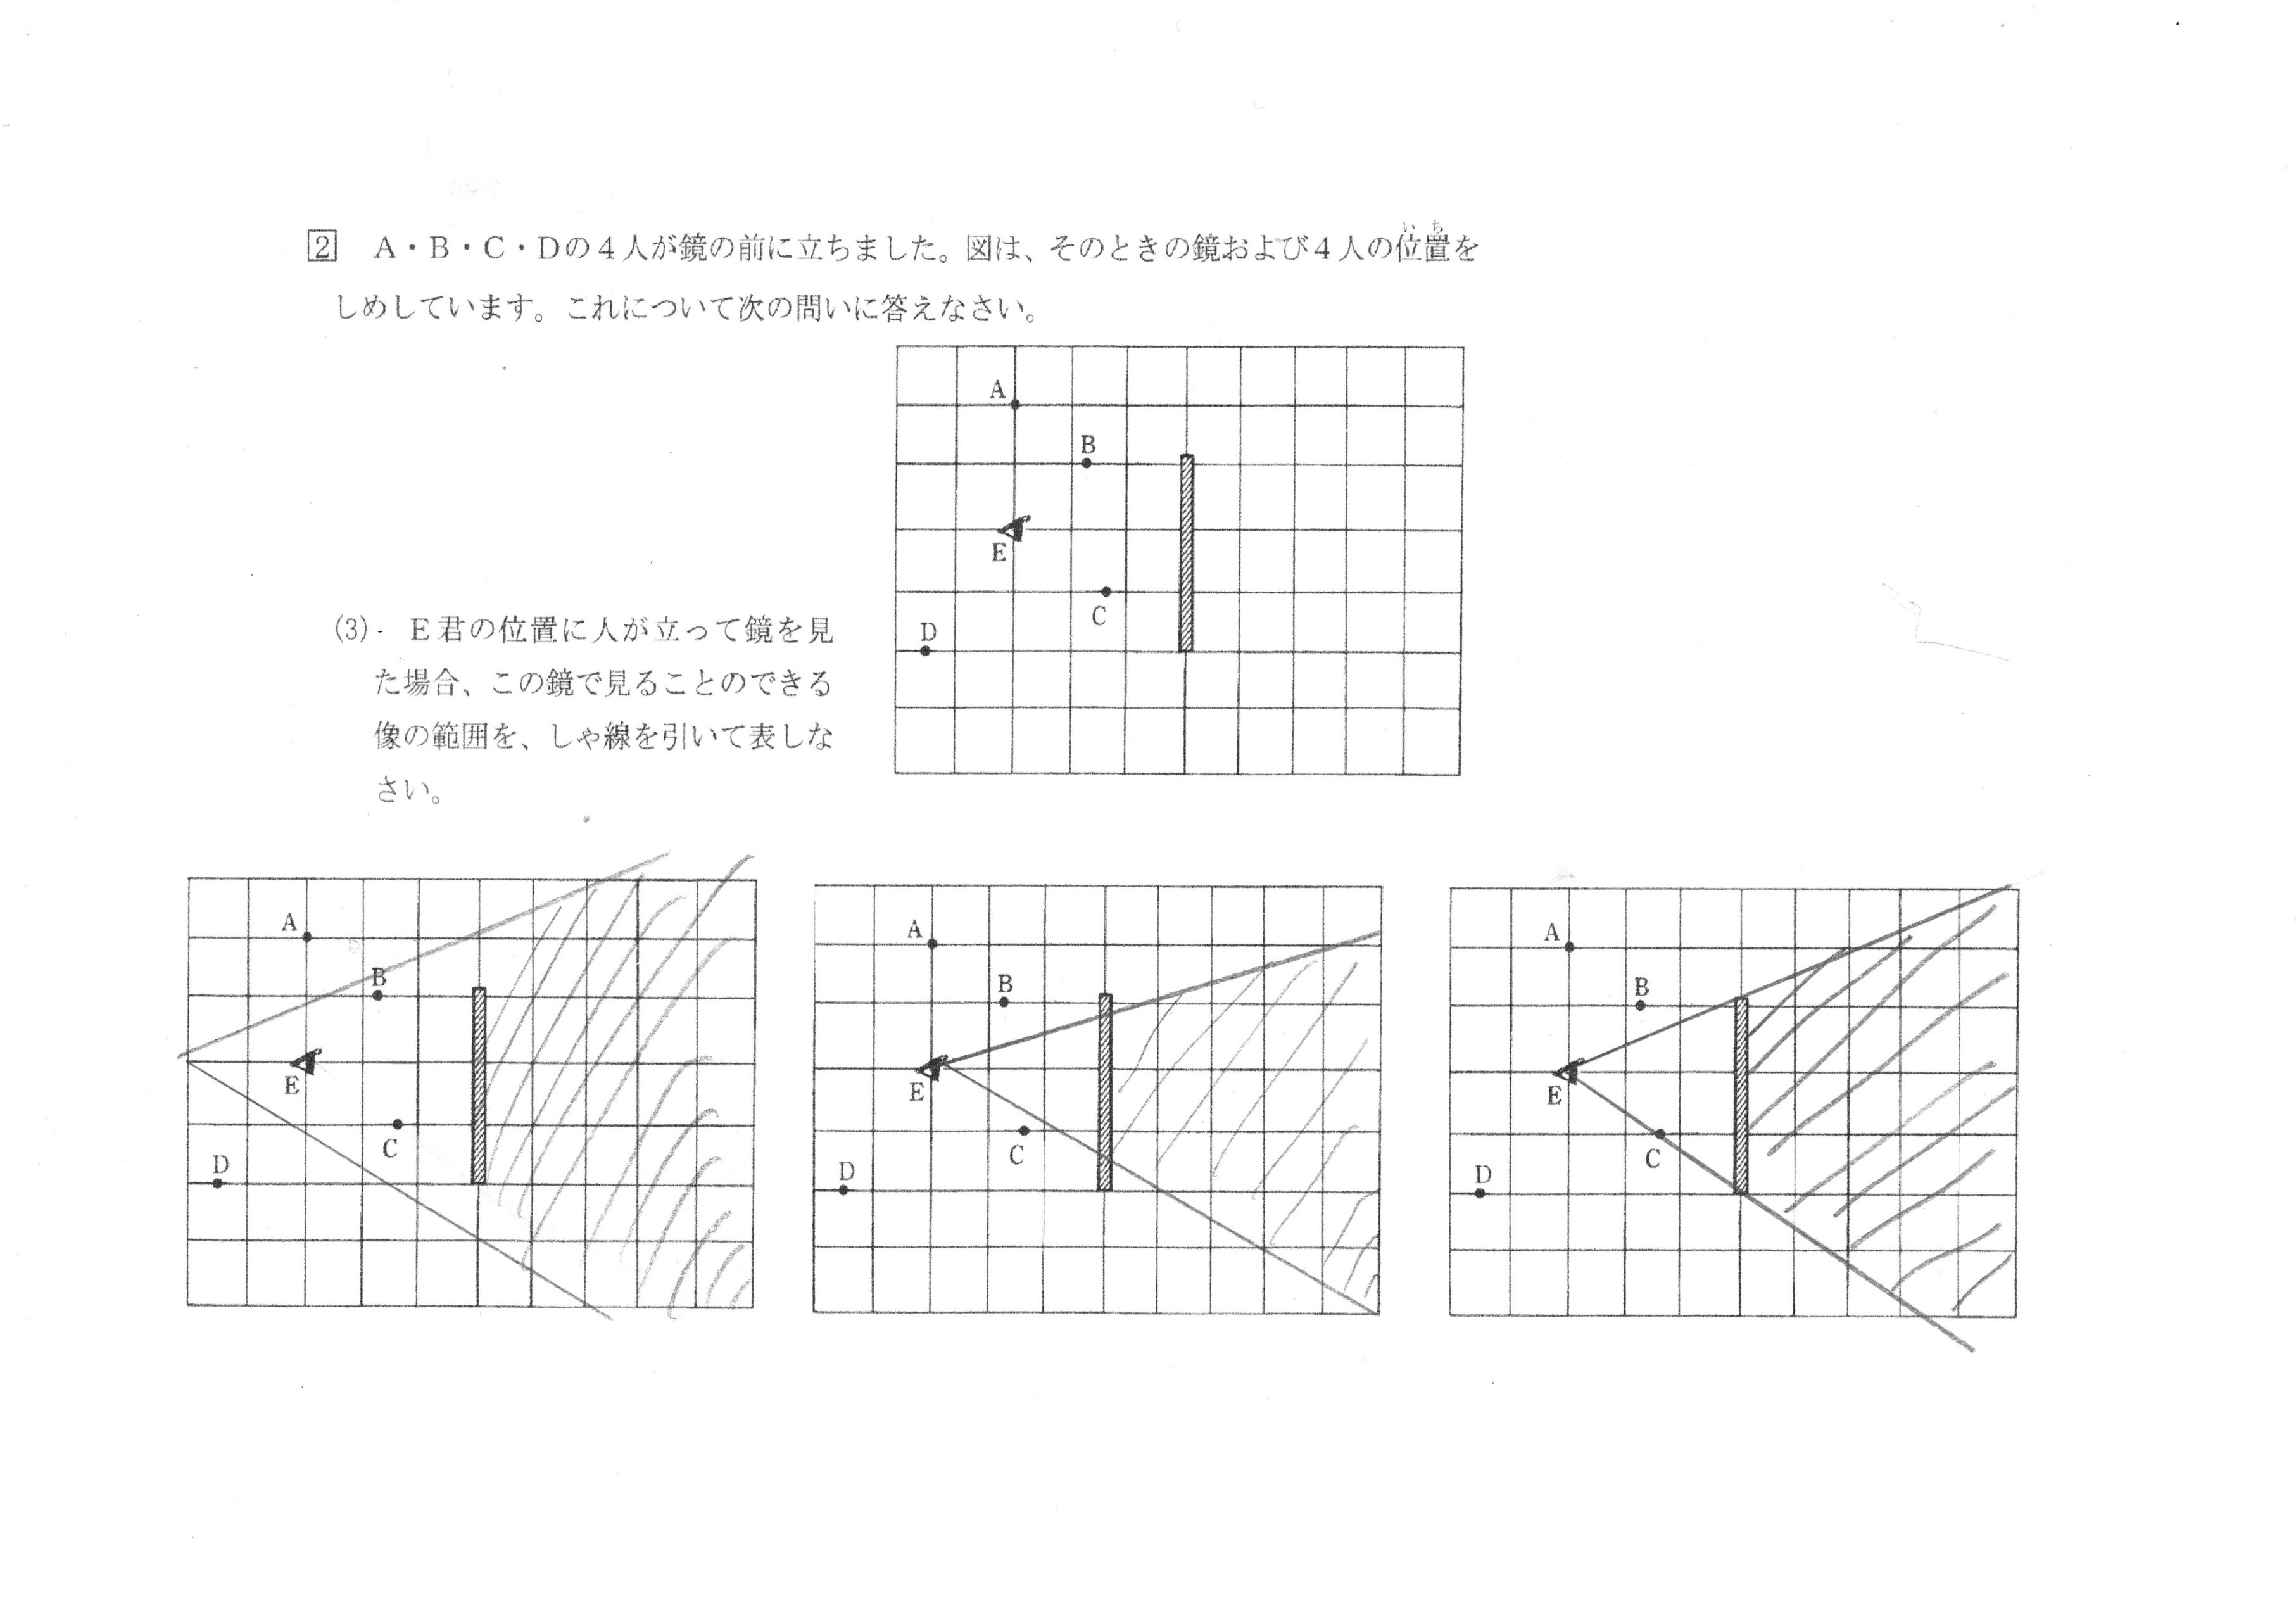 2 A・B・C・Dの4人が鏡の前に立ちました。図は、そのときの鏡および4人の位置を
いち
しめしています。これについて次の問いに答えなさい。
A
B
E
C
D
(3)- E君の位置に人が立って鏡を見
た場合、この鏡で見ることのできる
像の範囲を、しゃ線を引いて表しな
さい。
A
B
E
C
D
A
B
E
C
D
A
B
E
C
D